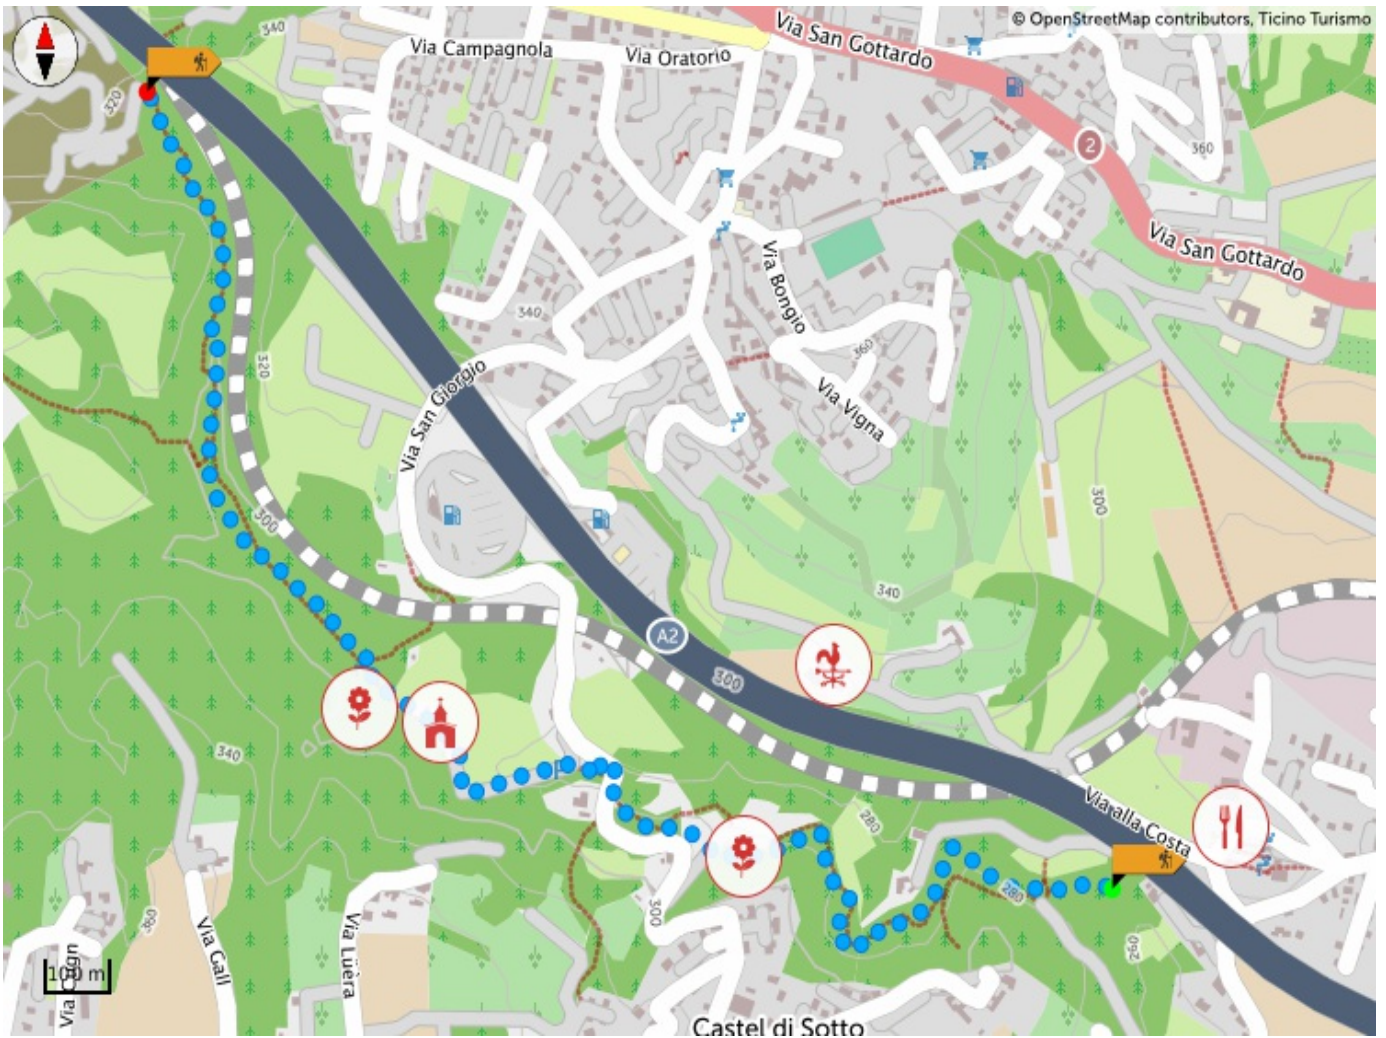 © OpenStreetMap contributors, Ticino Turismo
340
Via San Gottardo
Via Campagnola
Via Oratorio
320
2
360
Via San Gottardo
Via Bongio
340
360
320
Via San Giorgio
Via Vigna
300
300
340
A2
300
340
280
Via alla Costa
280
300
360
260
Via Gall
Via Luera
100 m
Castel di Sotto